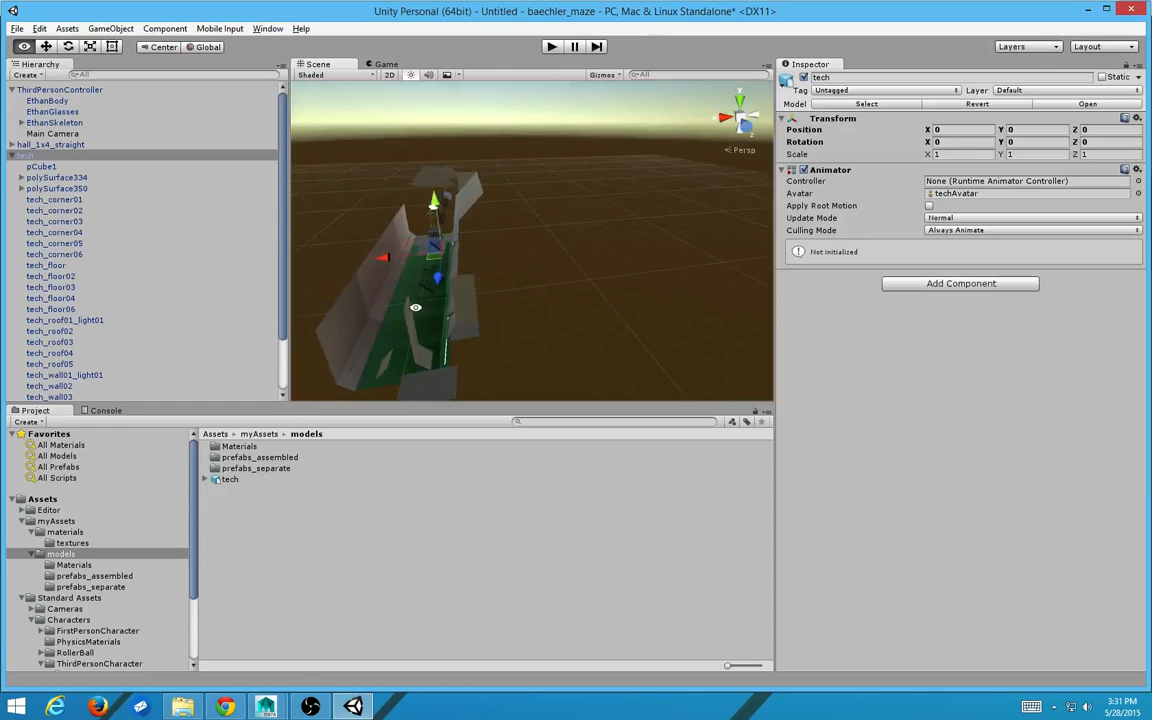 Unity Personal (64bit) - Untitled - baechler_maze - PC, Mac & Linux Standalone* <DX11>
File Edit Assets GameObject Component Mobile Input Window Help
Center Global Layers Layout
Hierarchy
Create All
ThirdPersonController
EthanBody
EthanGlasses
EthanSkeleton
Main Camera
hall_1x4_straight
tech
pCube1
polySurface334
polySurface350
tech_corner01
tech_corner02
tech_corner03
tech_corner04
tech_corner05
tech_corner06
tech_floor
tech_floor02
tech_floor03
tech_floor04
tech_floor06
tech_roof01_light01
tech_roof02
tech_roof03
tech_roof04
tech_roof05
tech_wall01_light01
tech_wall02
tech_wall03
Scene Game
Shaded 2D Gizmos All
y
Persp
Inspector
tech Static
Tag Untagged Layer Default
Model Select Revert Open
Transform
Position X 0 Y 0 Z 0
Rotation X 0 Y 0 Z 0
Scale X 1 Y 1 Z 1
Animator
Controller None (Runtime Animator Controller)
Avatar techAvatar
Apply Root Motion
Update Mode Normal
Culling Mode Always Animate
Not initialized
Add Component
Project Console
Create
Favorites
All Materials
All Models
All Prefabs
All Scripts
Assets
Editor
myAssets
materials
textures
models
Materials
prefabs_assembled
prefabs_separate
Standard Assets
Cameras
Characters
FirstPersonCharacter
PhysicsMaterials
RollerBall
ThirdPersonCharacter
Assets myAssets models
Materials
prefabs_assembled
prefabs_separate
tech
3:31 PM
5/28/2015